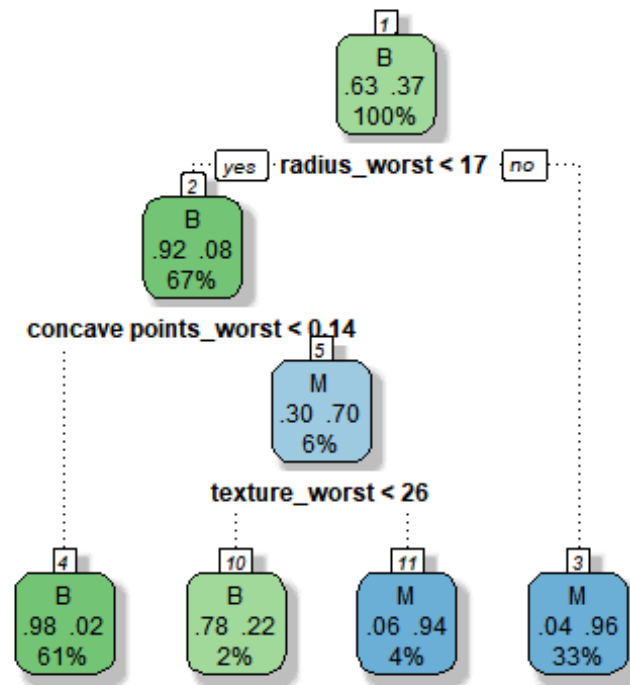 1
B
.63 .37
100%
yes radius_worst < 17 no
2
B
.92 .08
67%
concave points_worst < 0.14
5
M
.30 .70
6%
texture_worst < 26
4
B
.98 .02
61%
10
B
.78 .22
2%
11
M
.06 .94
4%
3
M
.04 .96
33%